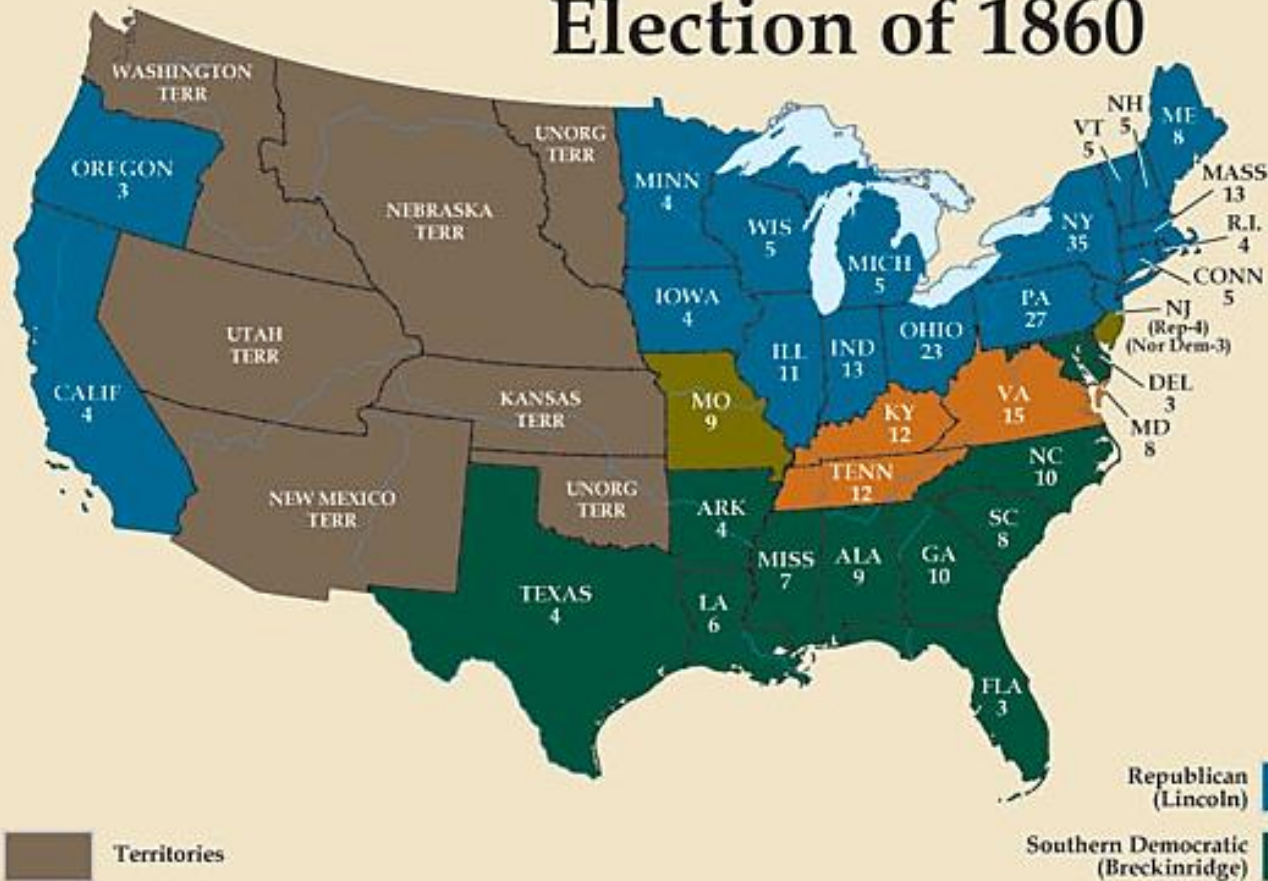 Election of 1860
WASHINGTON
TERR
OREGON
3
CALIF
4
UNORG
TERR
NEBRASKA
TERR
UTAH
TERR
KANSAS
TERR
NEW MEXICO
TERR
UNORG
TERR
TEXAS
4
MINN
4
IOWA
4
MO
9
ARK
4
LA
6
WIS
5
ILL
11
MICH
5
IND
13
OHIO
23
KY
12
TENN
12
MISS
7
ALA
9
GA
10
FLA
3
SC
8
NC
10
VA
15
PA
27
NY
35
VT
5
NH
5
ME
8
MASS
13
R.I.
4
CONN
5
NJ
(Rep-4)
(Nor Dem-3)
DEL
3
MD
8
Territories
Republican
(Lincoln)
Southern Democratic
(Breckinridge)